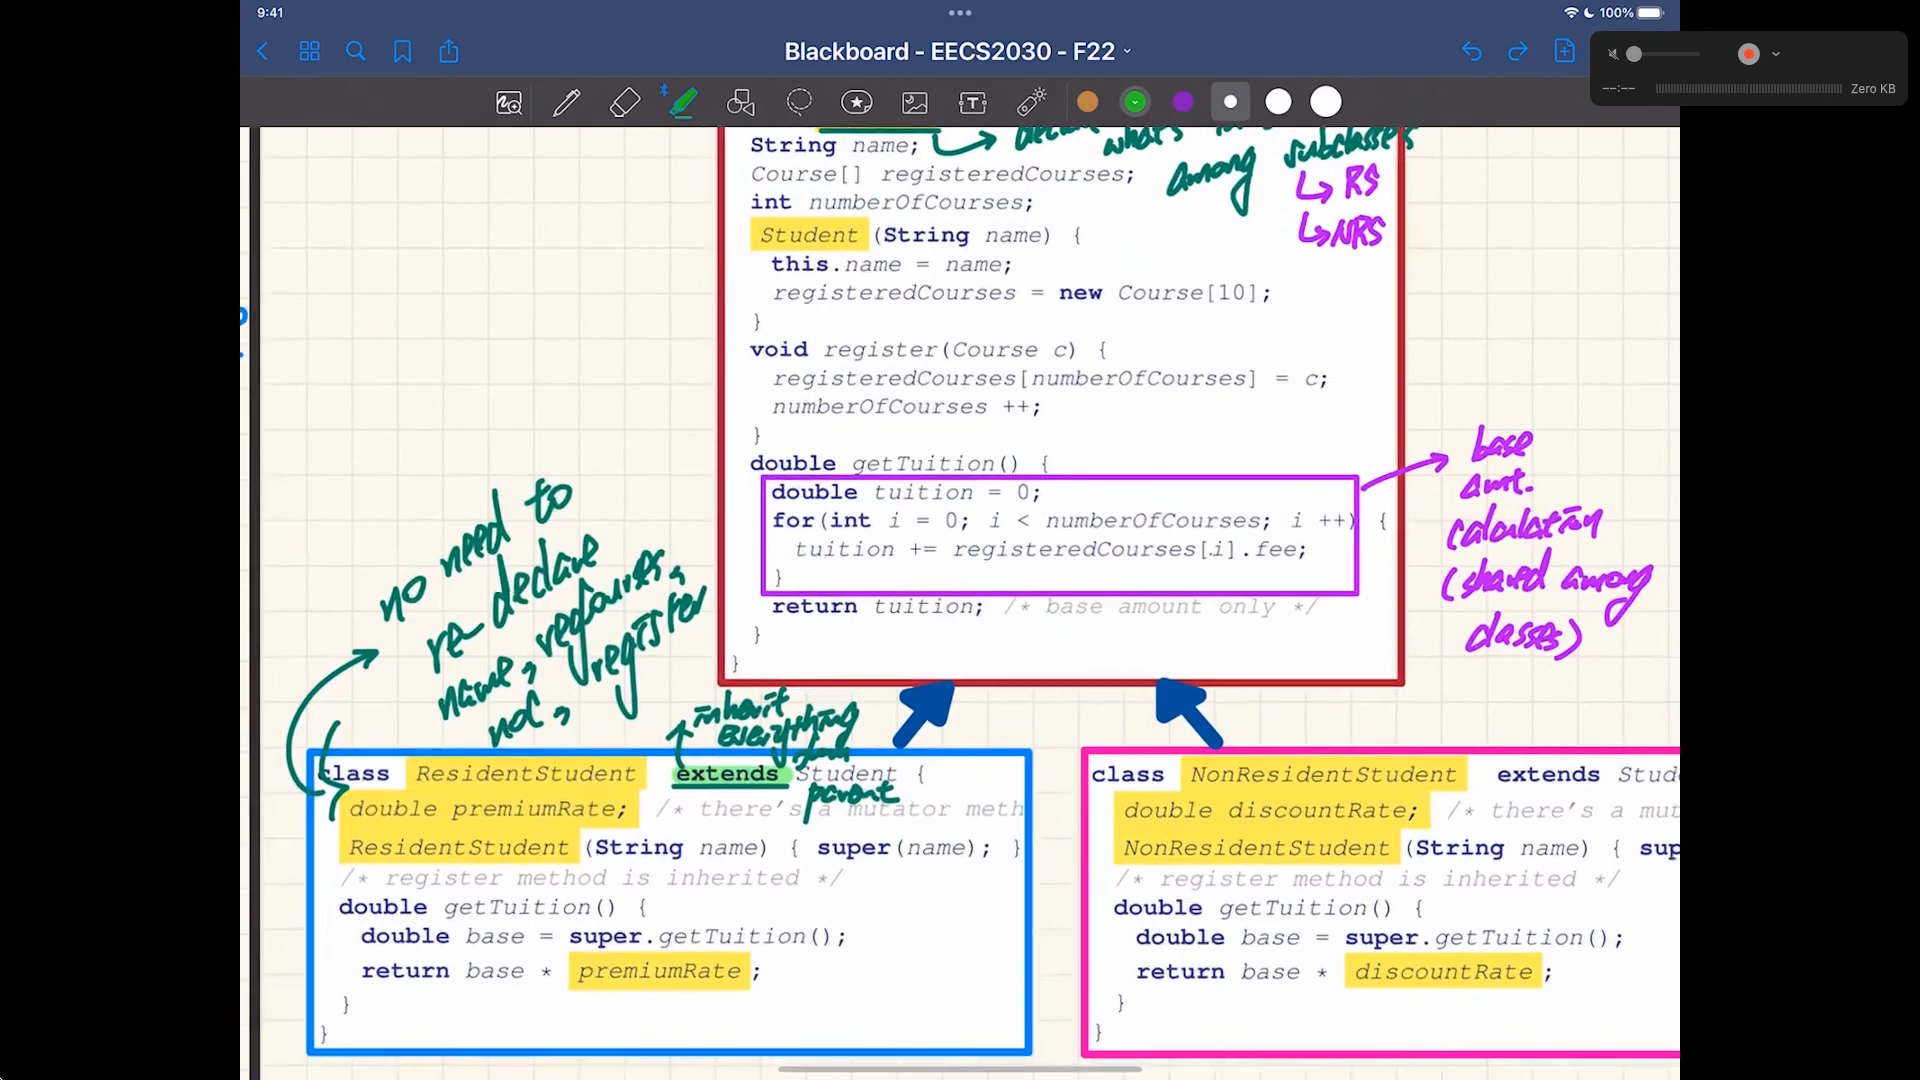 9:41
100%
Blackboard - EECS2030 - F22
--:--
Zero KB
what's
among subclasses
↳ RS
↳ NRS
String name;
Course[] registeredCourses;
int numberOfCourses;
Student (String name) {
this.name = name;
registeredCourses = new Course[10];
}
void register(Course c) {
registeredCourses[numberOfCourses] = c;
numberOfCourses ++;
}
double getTuition() {
double tuition = 0;
for(int i = 0; i < numberOfCourses; i ++) {
tuition += registeredCourses[i].fee;
}
return tuition; /* base amount only */
}
}
base
amt.
calculation
(shared among
classes)
no need to
re-declare
name, regCourses,
noc, register
inherit
everything
from
parent
class ResidentStudent extends Student {
double premiumRate; /* there's a mutator meth
ResidentStudent (String name) { super(name); }
/* register method is inherited */
double getTuition() {
double base = super.getTuition();
return base * premiumRate ;
}
}
class NonResidentStudent extends Stud
double discountRate; /* there's a mut
NonResidentStudent (String name) { sup
/* register method is inherited */
double getTuition() {
double base = super.getTuition();
return base * discountRate ;
}
}